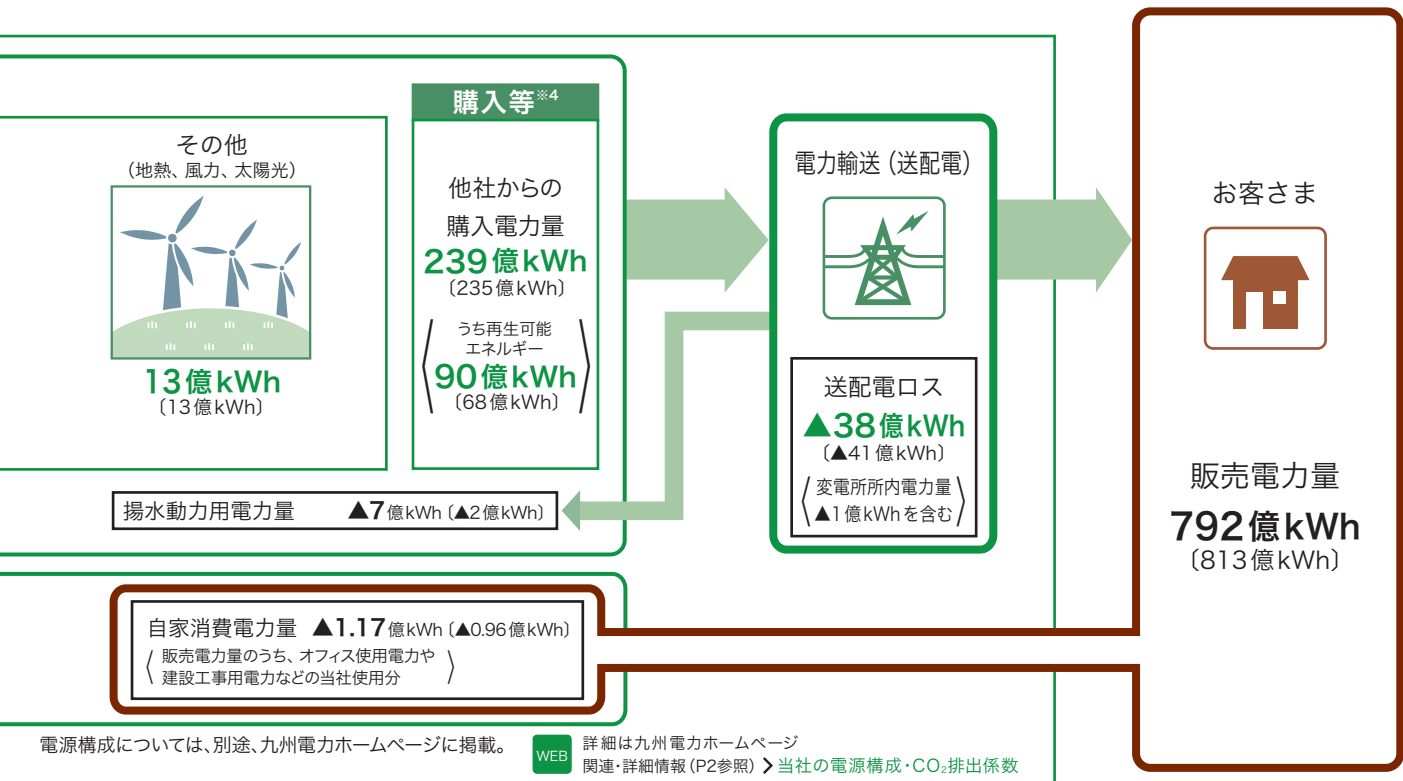 その他
（地熱、風力、太陽光）
13億kWh
〔13億kWh〕
購入等※4
他社からの
購入電力量
239億kWh
〔235億kWh〕
うち再生可能
エネルギー
90億kWh
〔68億kWh〕
揚水動力用電力量 ▲7億kWh〔▲2億kWh〕
電力輸送（送配電）
送配電ロス
▲38億kWh
〔▲41億kWh〕
変電所所内電力量
▲1億kWhを含む
お客さま
販売電力量
792億kWh
〔813億kWh〕
自家消費電力量 ▲1.17億kWh〔▲0.96億kWh〕
販売電力量のうち、オフィス使用電力や
建設工事用電力などの当社使用分
電源構成については、別途、九州電力ホームページに掲載。
WEB
詳細は九州電力ホームページ
関連・詳細情報（P2参照）＞当社の電源構成・CO₂排出係数